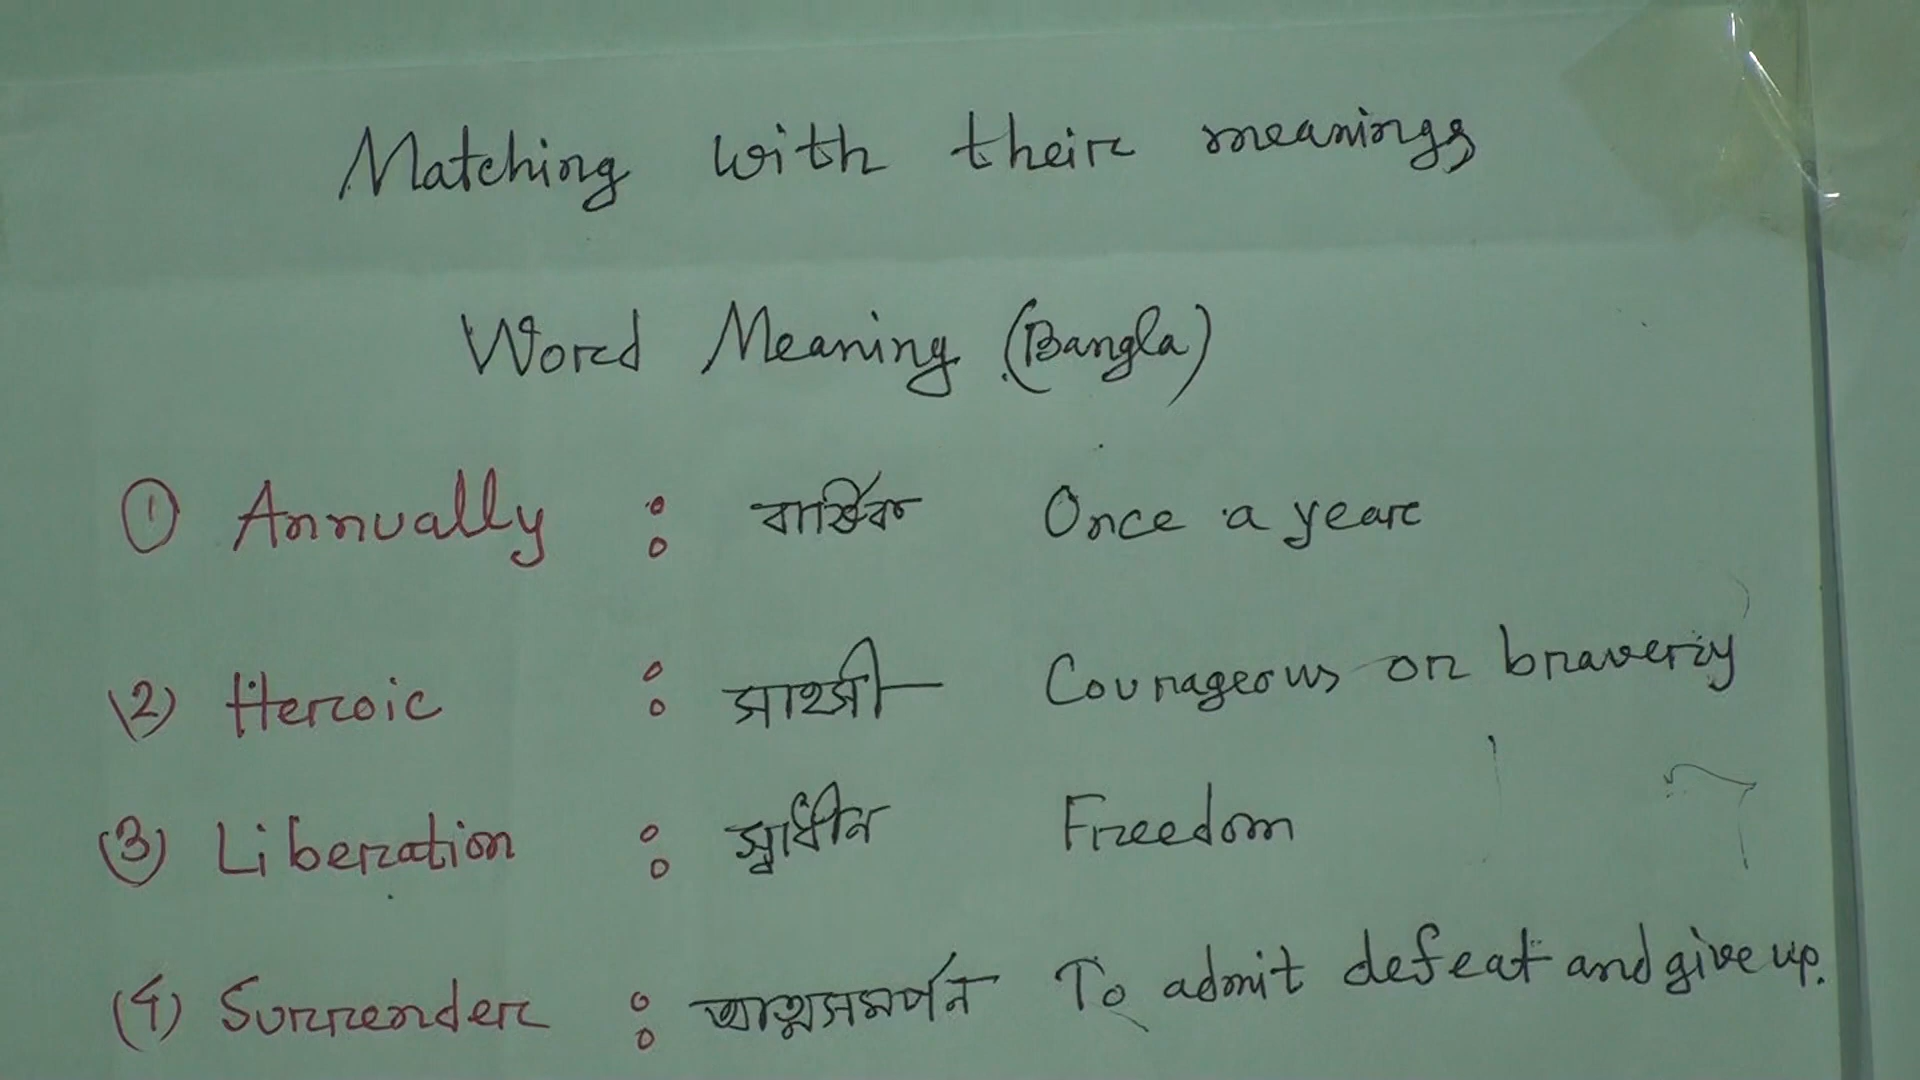 Matching with their meanings
Word Meaning (Bangla)
① Annually : বার্ষিক Once a year
(2) Heroic : সাহসী Courageous or bravery
(3) Liberation : স্বাধীন Freedom
(4) Surrender : আত্মসমর্পন To admit defeat and give up.